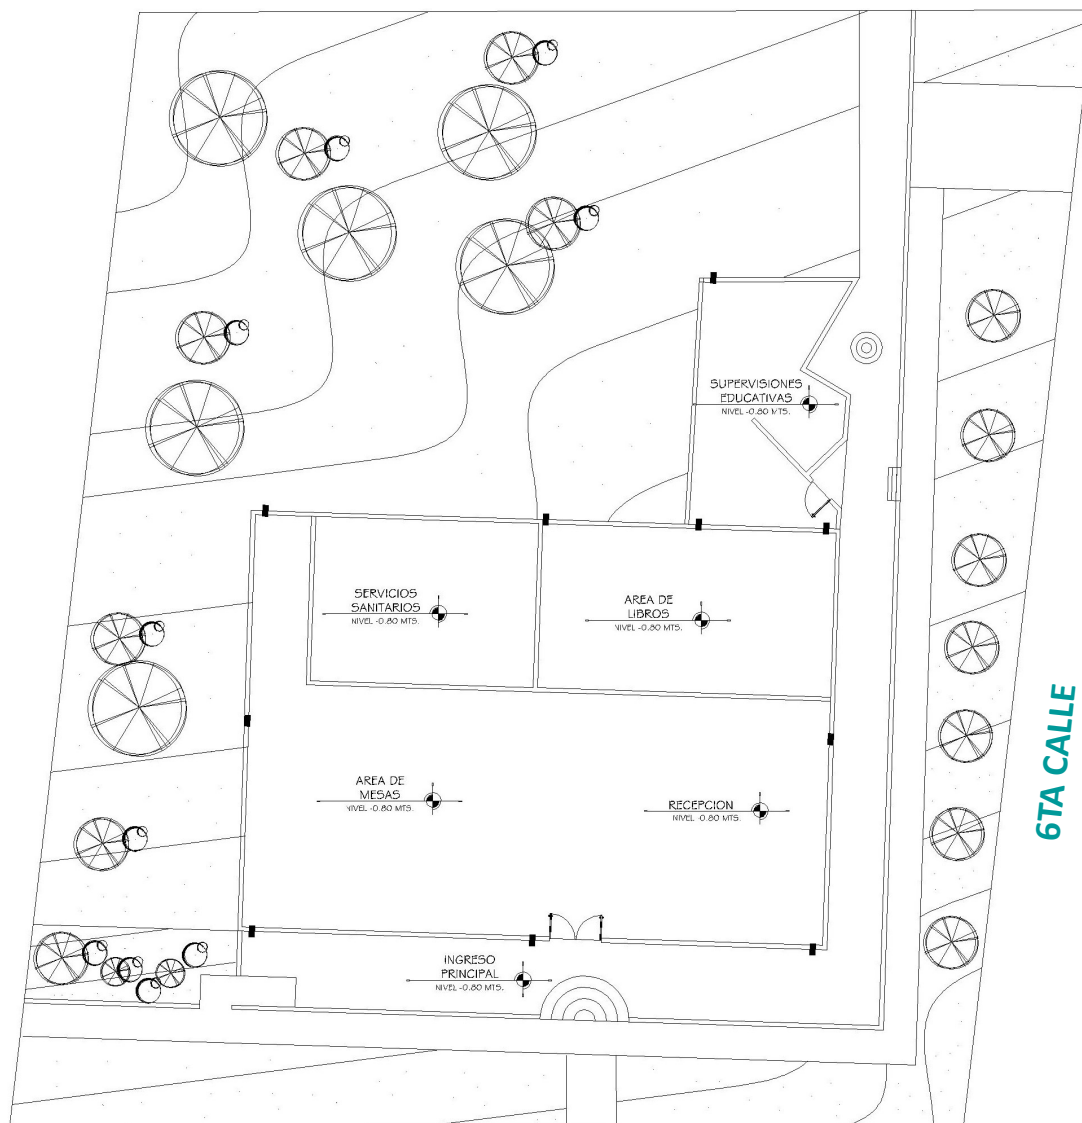 SUPERVISIONES
EDUCATIVAS
NIVEL -0.80 MTS.
SERVICIOS
SANITARIOS
NIVEL -0.80 MTS.
AREA DE
LIBROS
NIVEL -0.80 MTS.
AREA DE
MESAS
NIVEL -0.80 MTS.
RECEPCION
NIVEL -0.80 MTS.
INGRESO
PRINCIPAL
NIVEL -0.80 MTS.
6TA CALLE